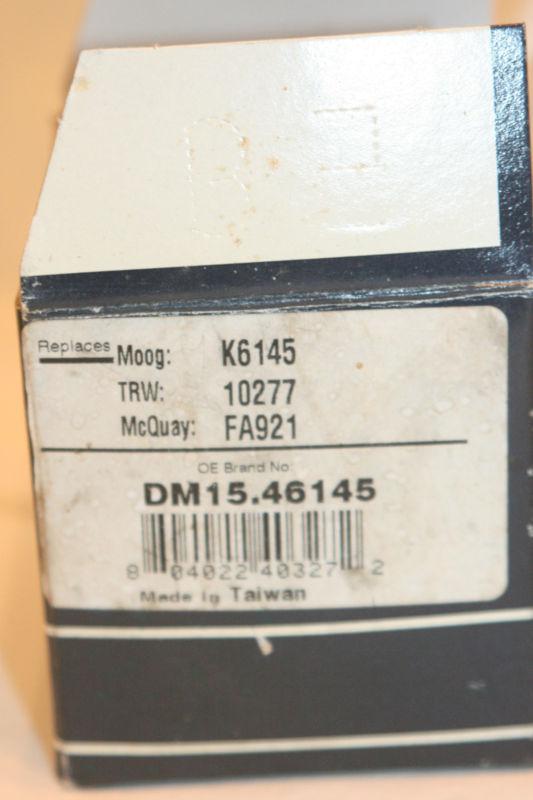 Replaces Moog: K6145
TRW: 10277
McQuay: FA921
OE Brand No:
DM15.46145
8 04022 40327 2
Made in Taiwan